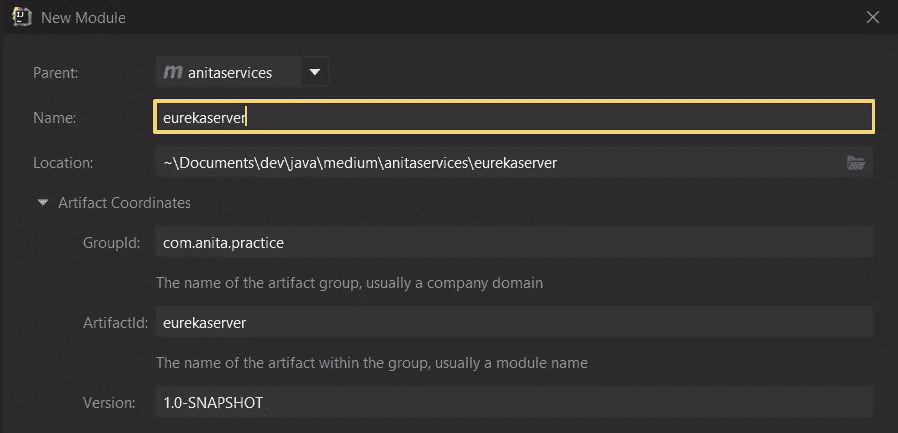 New Module
Parent: m anitaservices
Name: eurekaserver
Location: ~\Documents\dev\java\medium\anitaservices\eurekaserver
Artifact Coordinates
GroupId: com.anita.practice
The name of the artifact group, usually a company domain
ArtifactId: eurekaserver
The name of the artifact within the group, usually a module name
Version: 1.0-SNAPSHOT